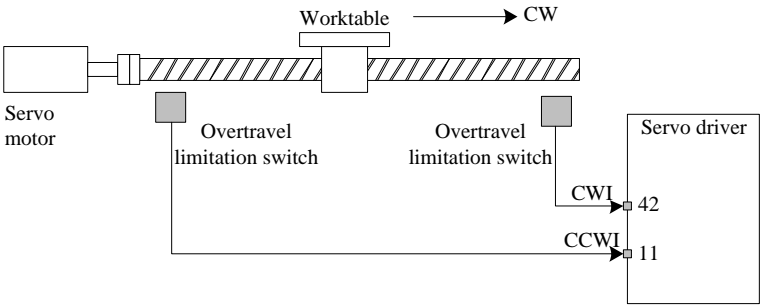 Worktable
CW
Servo
motor
Overtravel
limitation switch
Overtravel
limitation switch
Servo driver
CWI
42
CCWI
11